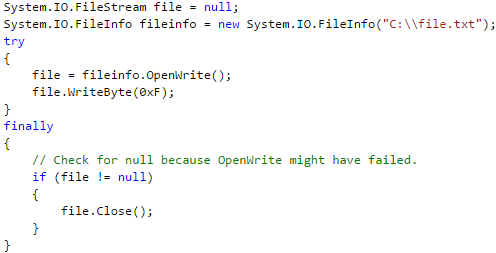 System.IO.FileStream file = null;
System.IO.FileInfo fileinfo = new System.IO.FileInfo("C:\\file.txt");
try
{
    file = fileinfo.OpenWrite();
    file.WriteByte(0xF);
}
finally
{
    // Check for null because OpenWrite might have failed.
    if (file != null)
    {
        file.Close();
    }
}